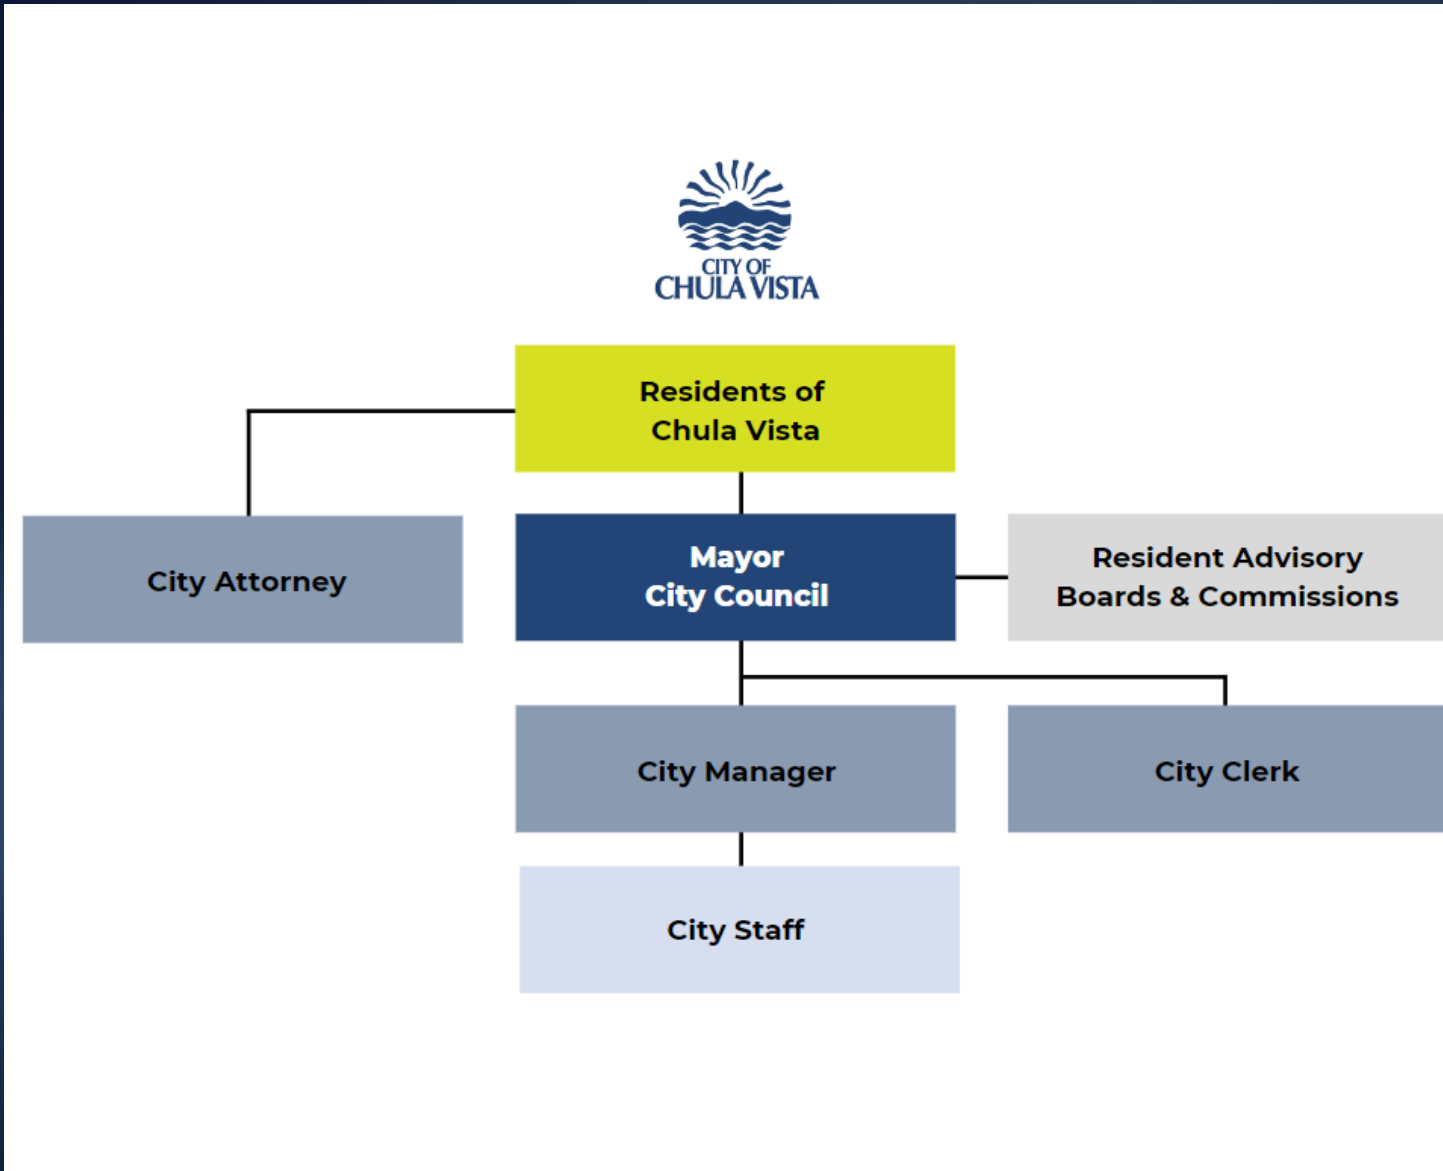 CITY OF
CHULA VISTA
Residents of
Chula Vista
City Attorney
Mayor
City Council
Resident Advisory
Boards & Commissions
City Manager
City Clerk
City Staff